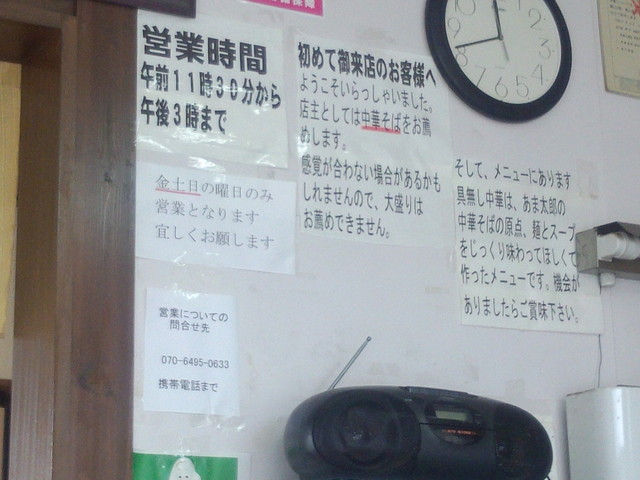 営業時間
午前11時30分から
午後3時まで
金土日の曜日のみ
営業となります
宜しくお願します
営業についての
問合せ先
070-6495-0633
携帯電話まで
初めて御来店のお客様へ
ようこそいらっしゃいました。
店主としては中華そばをお薦
めします。
感覚が合わない場合があるかも
しれませんので、大盛りは
お薦めできません。
そして、メニューにあります
具無し中華は、あま太郎の
中華そばの原点、麺とスープ
をじっくり味わってほしくて
作ったメニューです。機会が
ありましたらご賞味下さい。
10
12
1
2
3
4
5
6
7
8
9